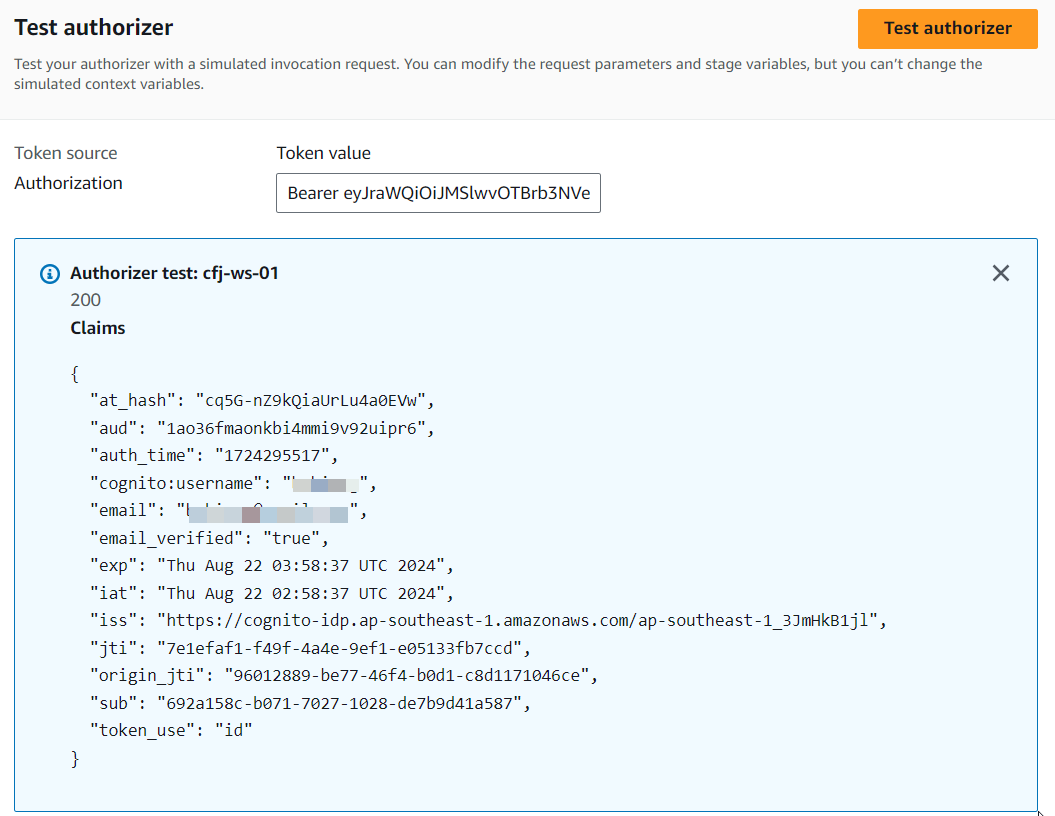 Test authorizer
Test authorizer
Test your authorizer with a simulated invocation request. You can modify the request parameters and stage variables, but you can't change the
simulated context variables.
Token source
Token value
Authorization
Bearer eyJraWQiOiJMSlwvOTBrb3NVe
Authorizer test: cfj-ws-01
200
Claims
{
"at_hash": "cq5G-nZ9kQiaUrLu4a0EVw",
"aud": "1ao36fmaonkbi4mmi9v92uipr6",
"auth_time": "1724295517",
"cognito:username": "",
"email": "",
"email_verified": "true",
"exp": "Thu Aug 22 03:58:37 UTC 2024",
"iat": "Thu Aug 22 02:58:37 UTC 2024",
"iss": "https://cognito-idp.ap-southeast-1.amazonaws.com/ap-southeast-1_3JmHkB1jl",
"jti": "7e1efaf1-f49f-4a4e-9ef1-e05133fb7ccd",
"origin_jti": "96012889-be77-46f4-b0d1-c8d1171046ce",
"sub": "692a158c-b071-7027-1028-de7b9d41a587",
"token_use": "id"
}